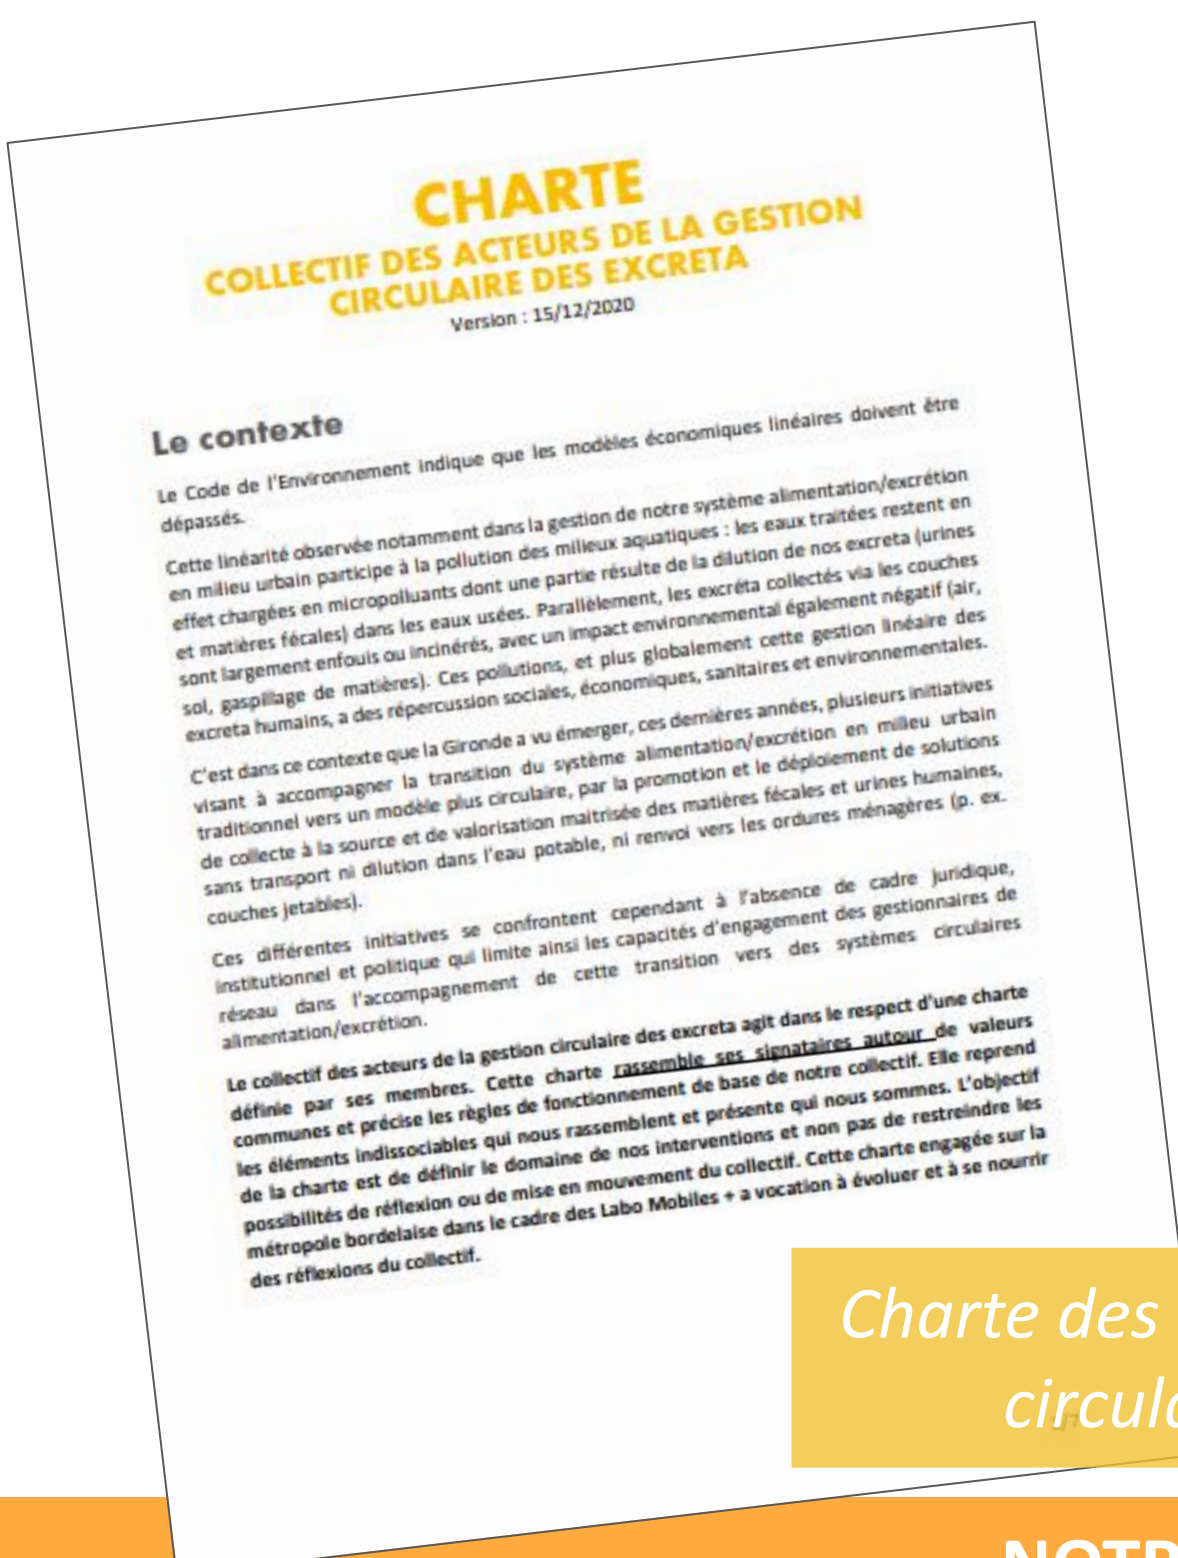 CHARTE
COLLECTIF DES ACTEURS DE LA GESTION
CIRCULAIRE DES EXCRETA
Version : 15/12/2020
Le contexte
Le Code de l'Environnement indique que les modèles économiques linéaires doivent être
dépassés.
Cette linéarité observée notamment dans la gestion de notre système alimentation/excrétion
en milieu urbain participe à la pollution des milieux aquatiques : les eaux traitées restent en
effet chargées en micropolluants dont une partie résulte de la dilution de nos excreta (urines
et matières fécales) dans les eaux usées. Parallèlement, les excréta collectés via les couches
sont largement enfouis ou incinérés, avec un impact environnemental également négatif (air,
sol, gaspillage de matières). Ces pollutions, et plus globalement cette gestion linéaire des
excreta humains, a des répercussion sociales, économiques, sanitaires et environnementales.
C'est dans ce contexte que la Gironde a vu émerger, ces dernières années, plusieurs initiatives
visant à accompagner la transition du système alimentation/excrétion en milieu urbain
traditionnel vers un modèle plus circulaire, par la promotion et le déploiement de solutions
de collecte à la source et de valorisation maitrisée des matières fécales et urines humaines,
sans transport ni dilution dans l'eau potable, ni renvoi vers les ordures ménagères (p. ex.
couches jetables).
Ces différentes initiatives se confrontent cependant à l'absence de cadre juridique,
institutionnel et politique qui limite ainsi les capacités d'engagement des gestionnaires de
réseau dans l'accompagnement de cette transition vers des systèmes circulaires
alimentation/excrétion.
Le collectif des acteurs de la gestion circulaire des excreta agit dans le respect d'une charte
définie par ses membres. Cette charte rassemble ses signataires autour de valeurs
communes et précise les règles de fonctionnement de base de notre collectif. Elle reprend
les éléments indissociables qui nous rassemblent et présente qui nous sommes. L'objectif
de la charte est de définir le domaine de nos interventions et non pas de restreindre les
possibilités de réflexion ou de mise en mouvement du collectif. Cette charte engagée sur la
métropole bordelaise dans le cadre des Labo Mobiles + a vocation à évoluer et à se nourrir
des réflexions du collectif.
Charte des